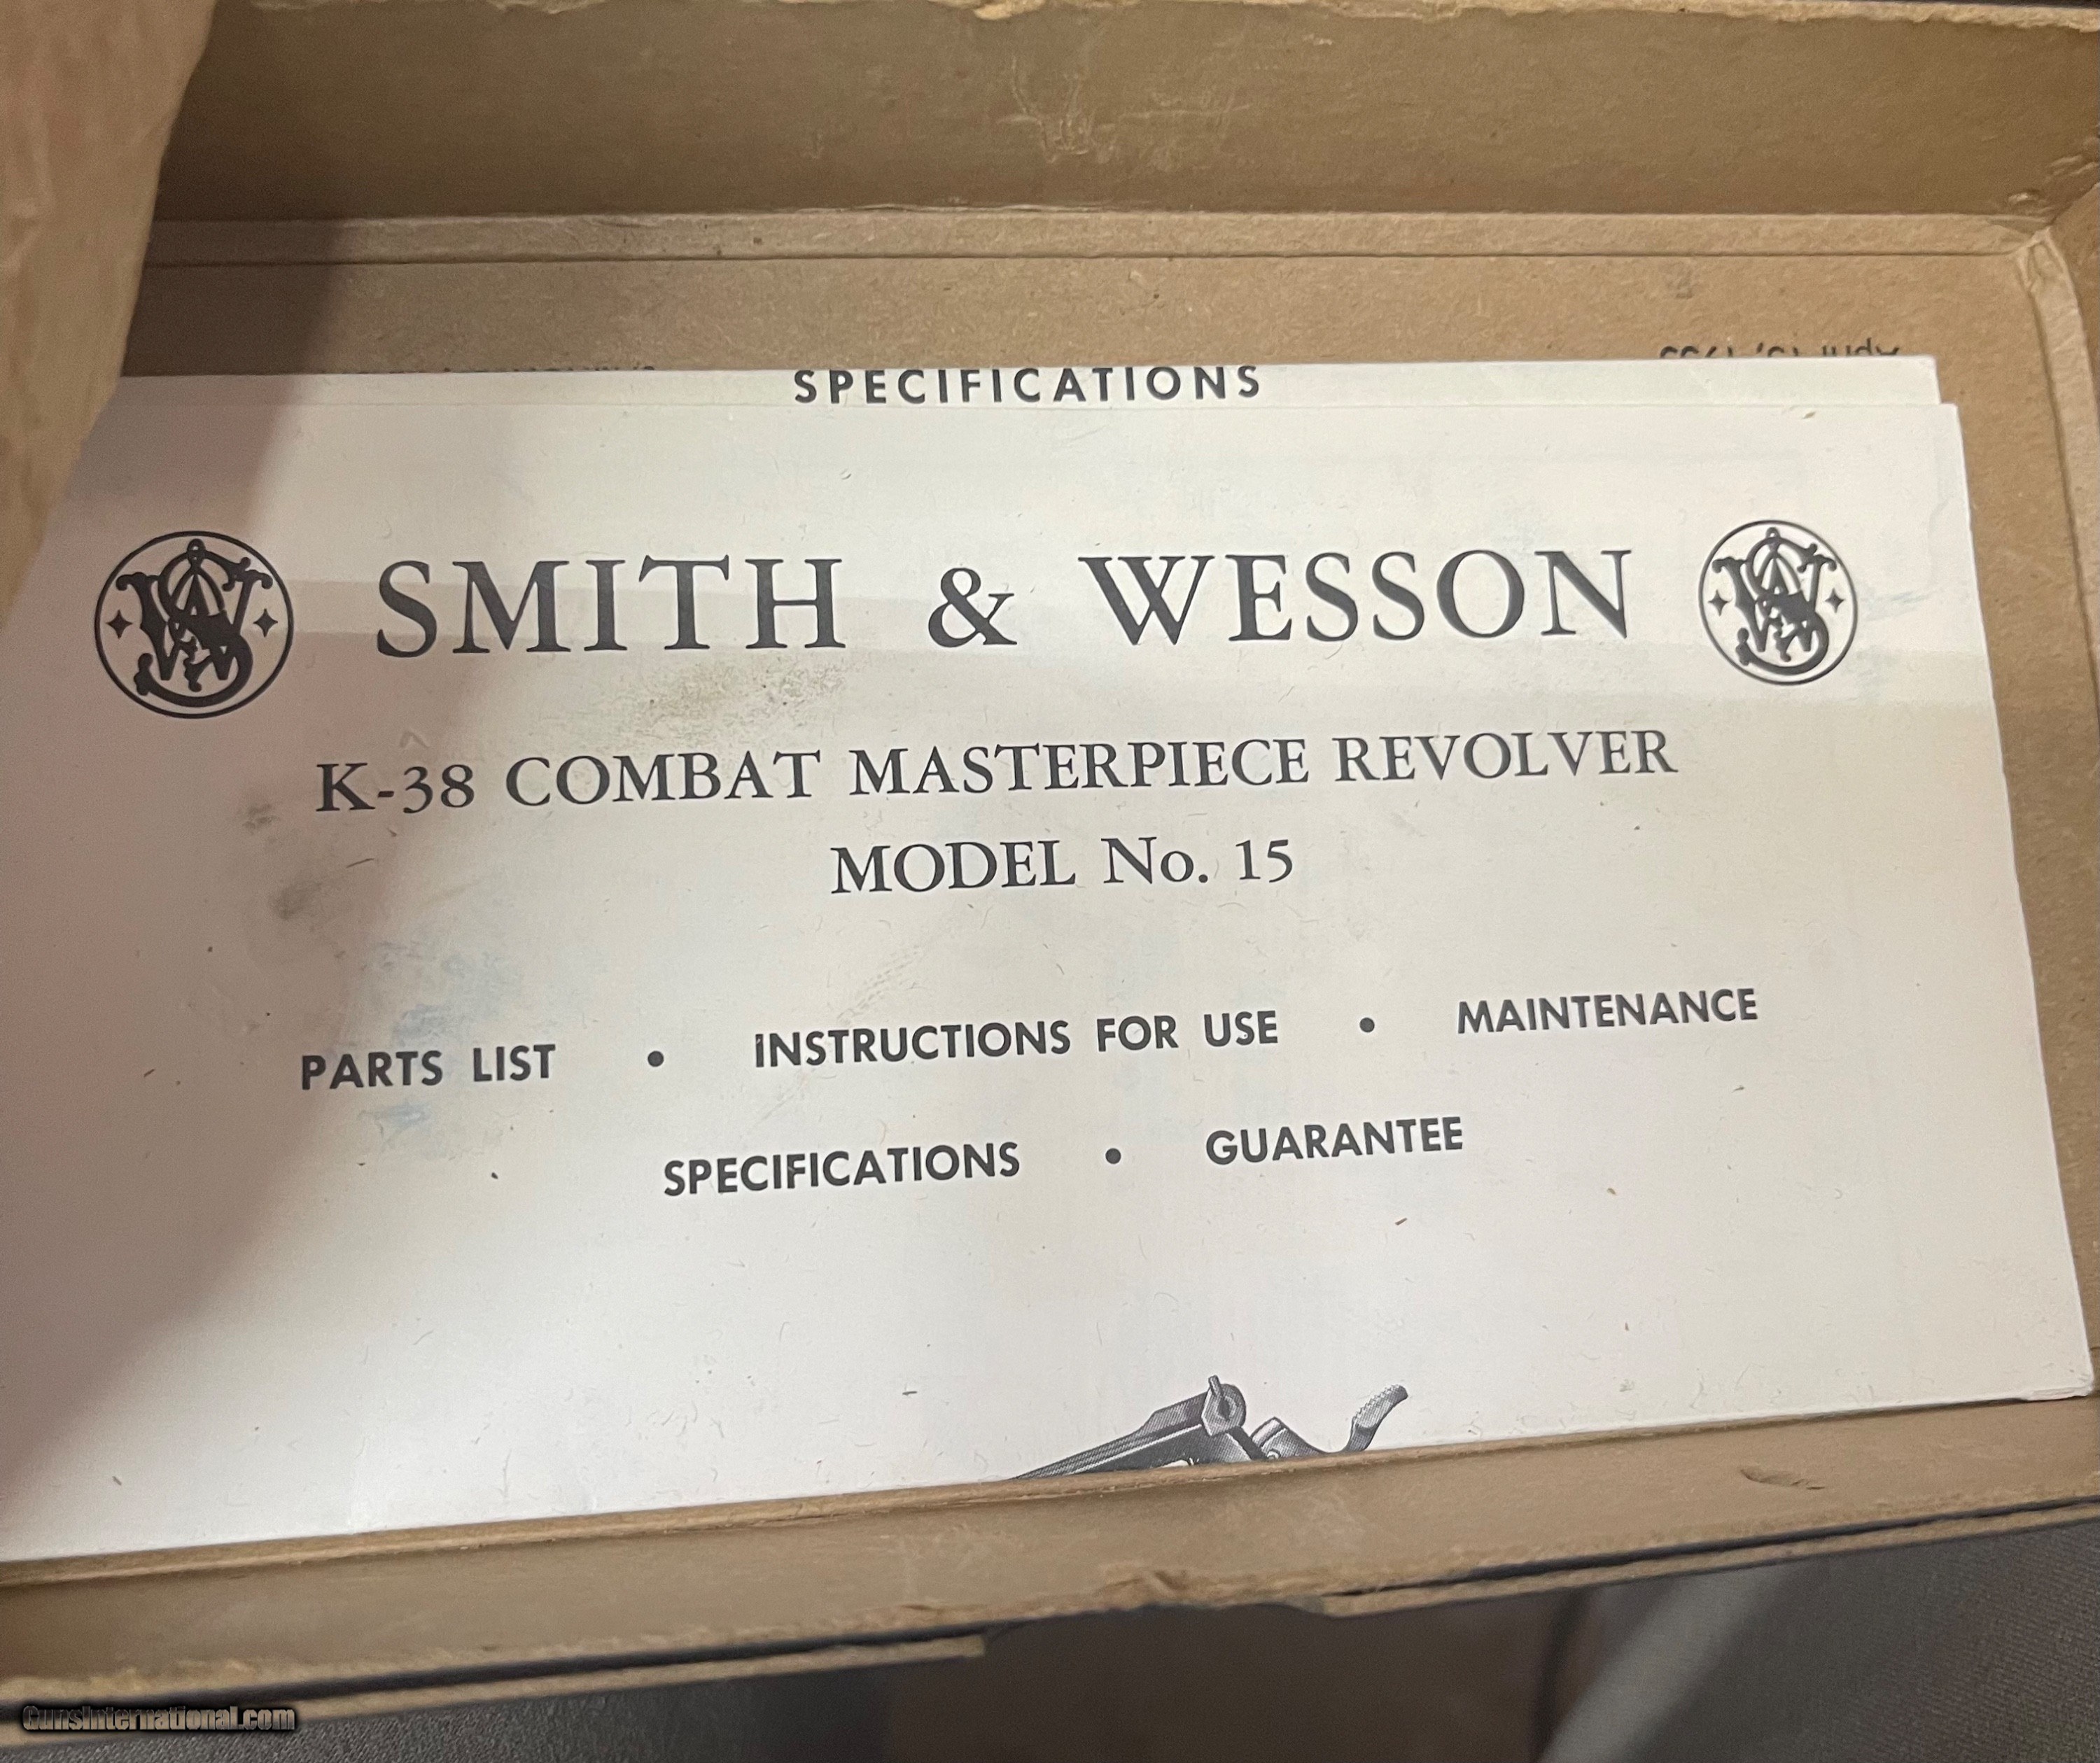 SPECIFICATIONS
SMITH & WESSON
K-38 COMBAT MASTERPIECE REVOLVER
MODEL No. 15
PARTS LIST • INSTRUCTIONS FOR USE • MAINTENANCE
SPECIFICATIONS • GUARANTEE
GunsInternational.com